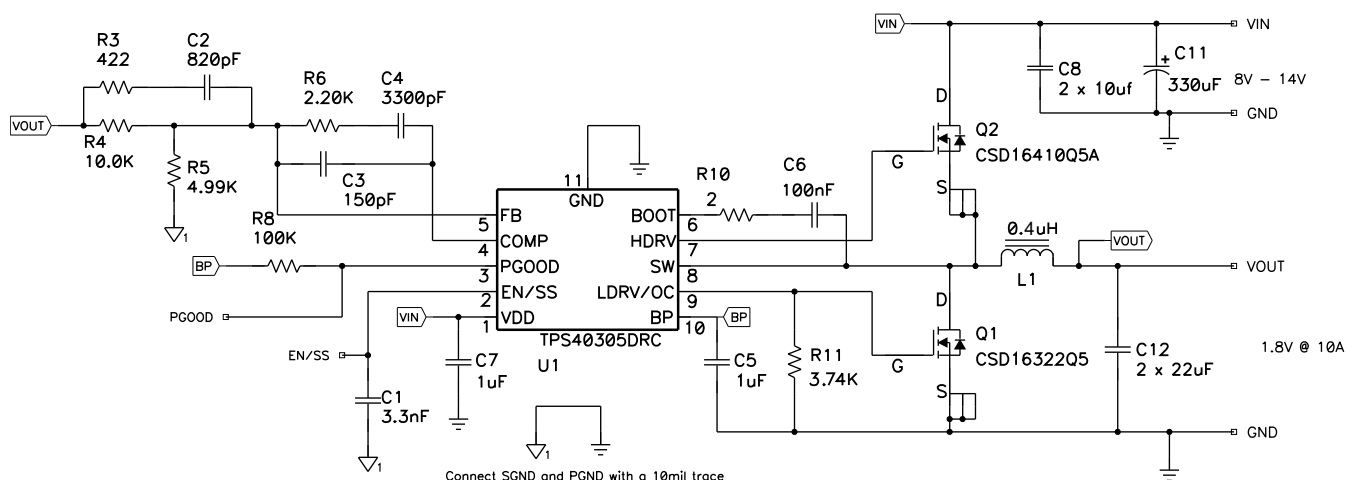 VIN
VIN
R3
422
C2
820pF
C11
330uF
8V – 14V
C8
2 x 10uf
R6
2.20K
C4
3300pF
D
GND
VOUT
R4
10.0K
R5
4.99K
C3
150pF
Q2
CSD16410Q5A
G
S
11
GND
R10
2
C6
100nF
R8
100K
FB
5
BOOT
6
COMP
4
HDRV
7
0.4uH
L1
VOUT
BP
PGOOD
3
SW
8
VOUT
EN/SS
2
LDRV/OC
9
D
PGOOD
VIN
VDD
1
BP
10
BP
TPS40305DRC
U1
Q1
CSD16322Q5
G
S
EN/SS
C7
1uF
C5
1uF
R11
3.74K
C12
2 x 22uF
1.8V @ 10A
C1
3.3nF
GND
1
1
1
Connect SGND and PGND with a 10mil trace